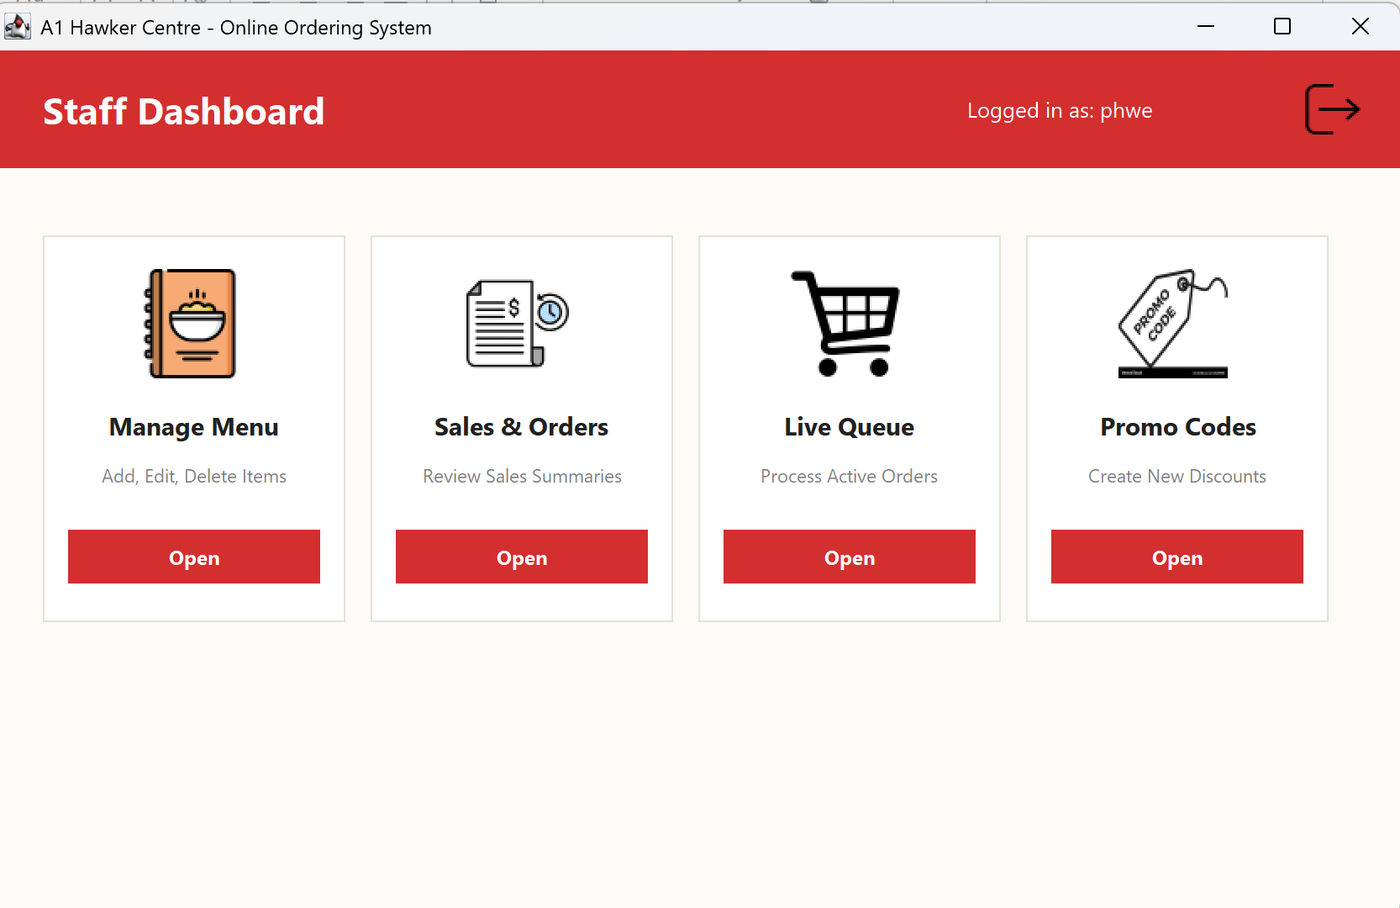 A1 Hawker Centre - Online Ordering System
Staff Dashboard
Logged in as: phwe
$
PROMO
CODE
Manage Menu
Sales & Orders
Live Queue
Promo Codes
Add, Edit, Delete Items
Review Sales Summaries
Process Active Orders
Create New Discounts
Open
Open
Open
Open